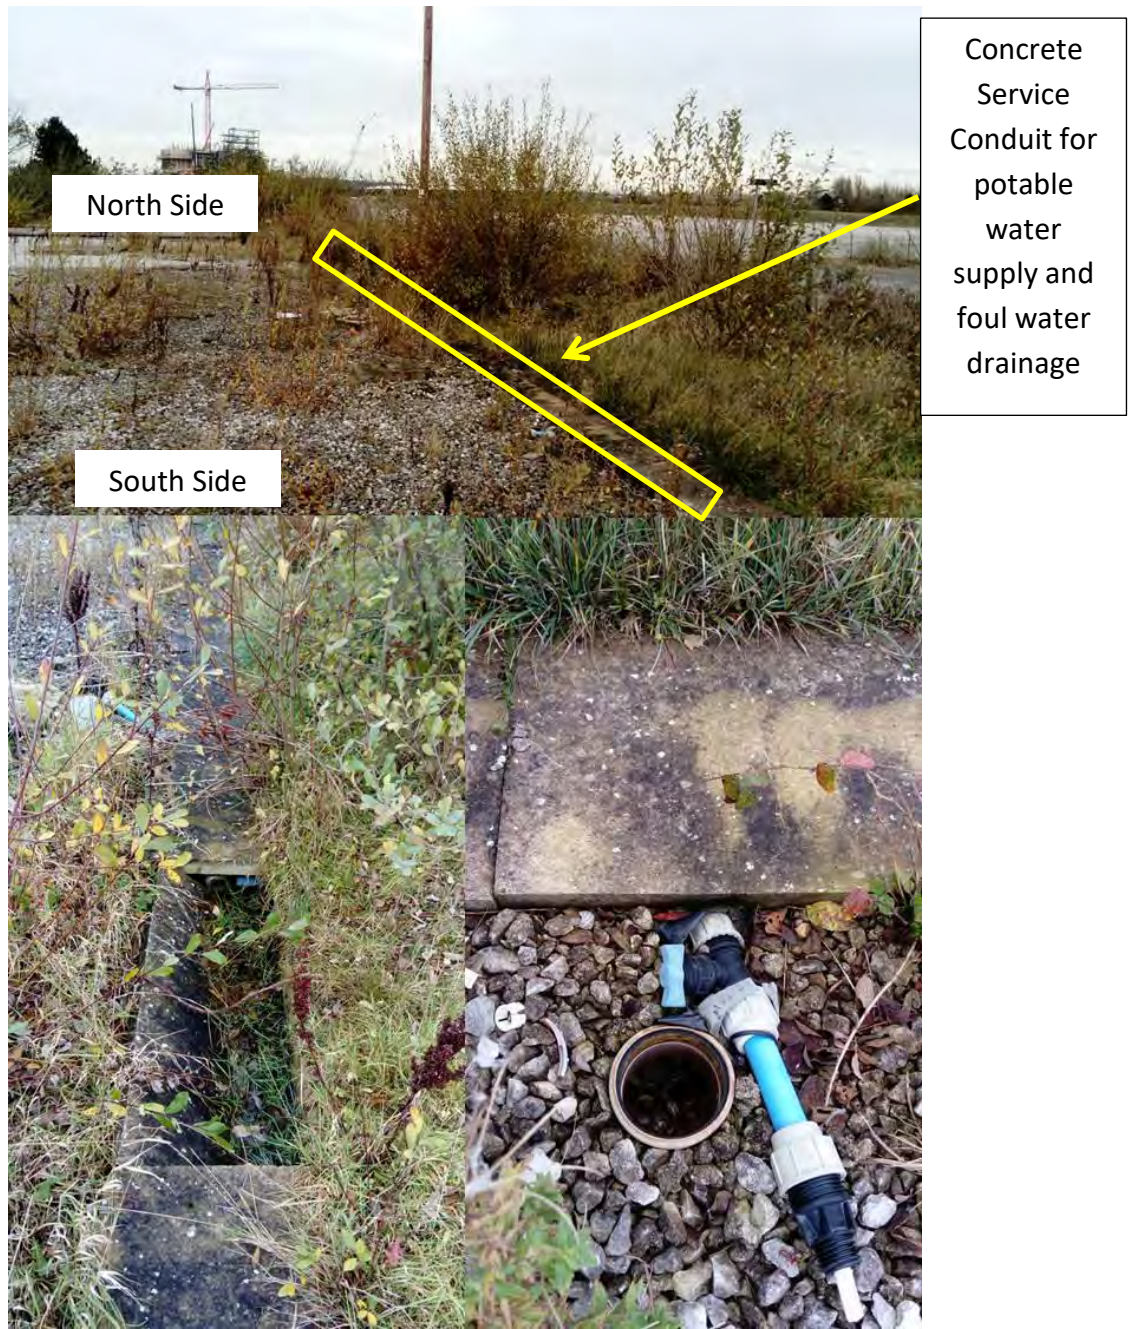 North Side
South Side
Concrete
Service
Conduit for
potable
water
supply and
foul water
drainage